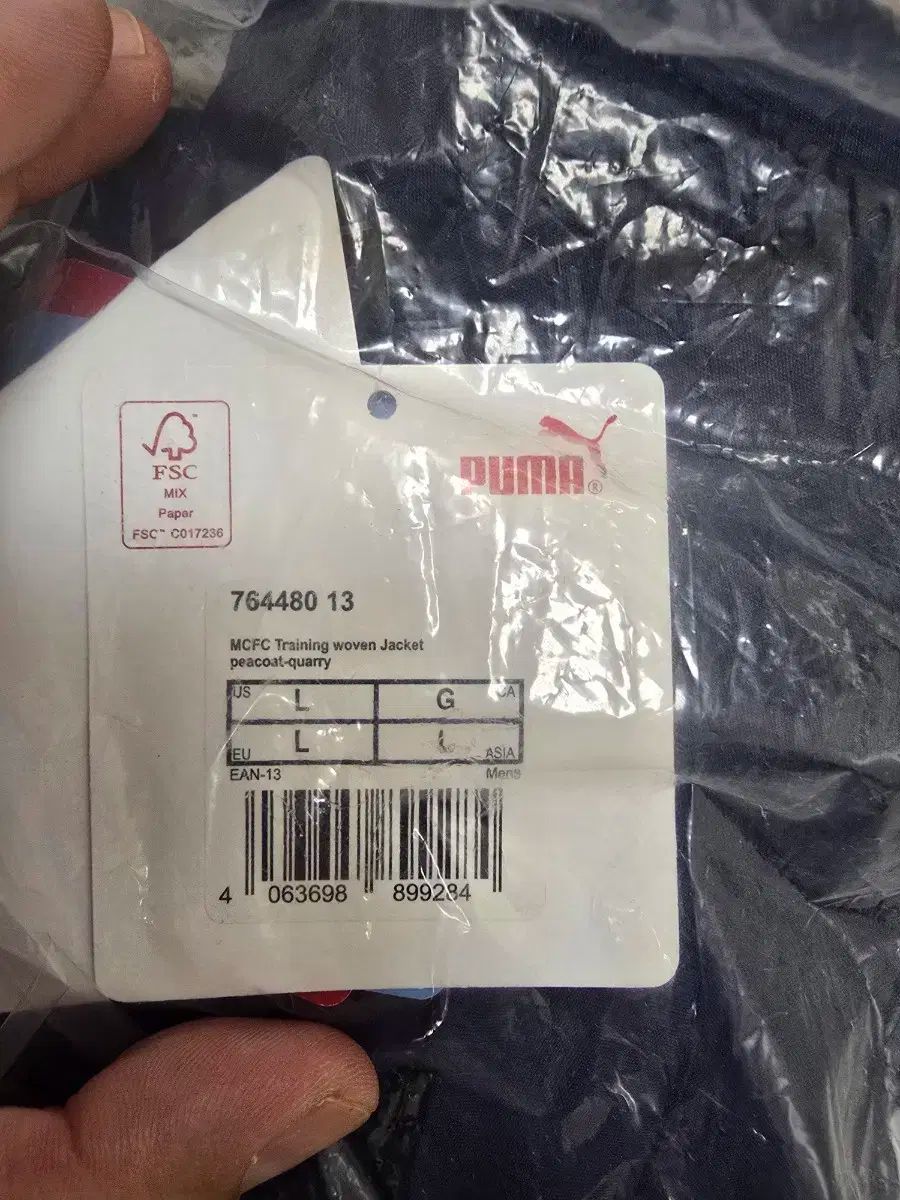 FSC™
MIX
Paper
FSC™ C017236
PUMA®
764480 13
MCFC Training woven Jacket
peacoat-quarry
US L G CA
EU L L ASIA
EAN-13 Mens
4 063698 899284